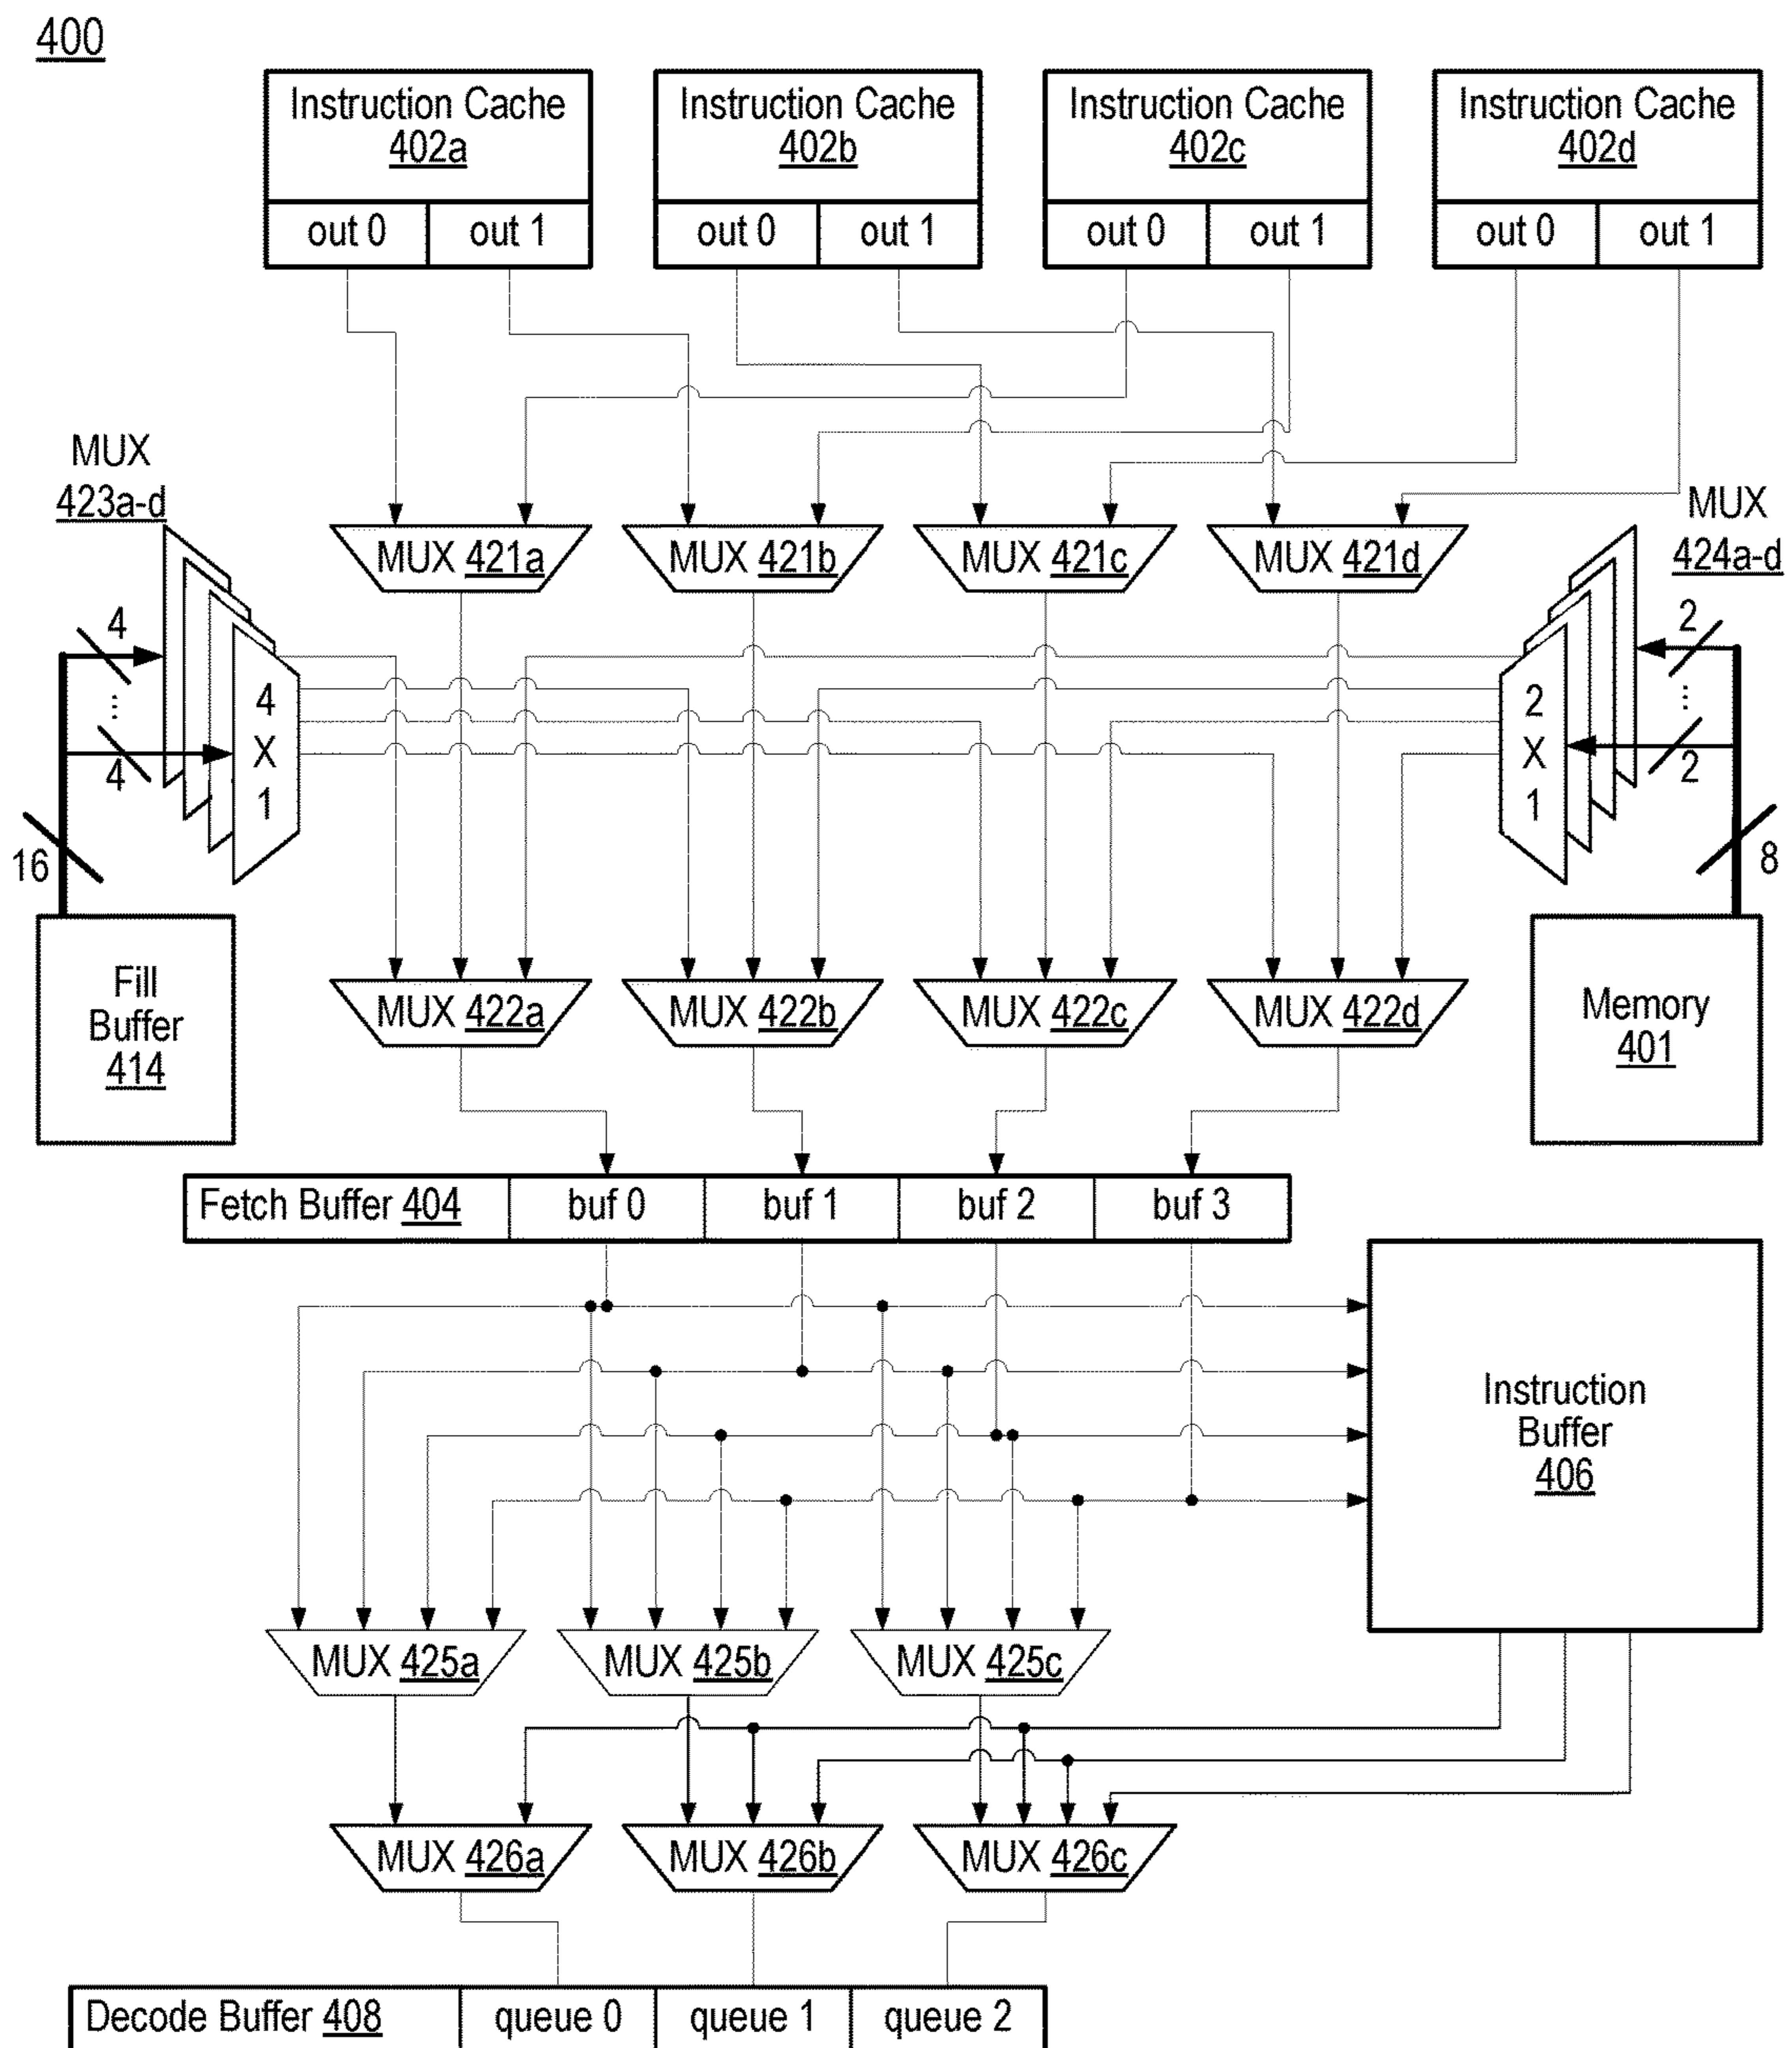 400
Instruction Cache
402a
out 0
out 1
Instruction Cache
402b
out 0
out 1
Instruction Cache
402c
out 0
out 1
Instruction Cache
402d
out 0
out 1
MUX
423a-d
MUX 421a
MUX 421b
MUX 421c
MUX 421d
MUX
424a-d
4
...
4
4
X
1
16
2
...
2
2
X
1
8
Fill
Buffer
414
MUX 422a
MUX 422b
MUX 422c
MUX 422d
Memory
401
Fetch Buffer 404
buf 0
buf 1
buf 2
buf 3
Instruction
Buffer
406
MUX 425a
MUX 425b
MUX 425c
MUX 426a
MUX 426b
MUX 426c
Decode Buffer 408
queue 0
queue 1
queue 2